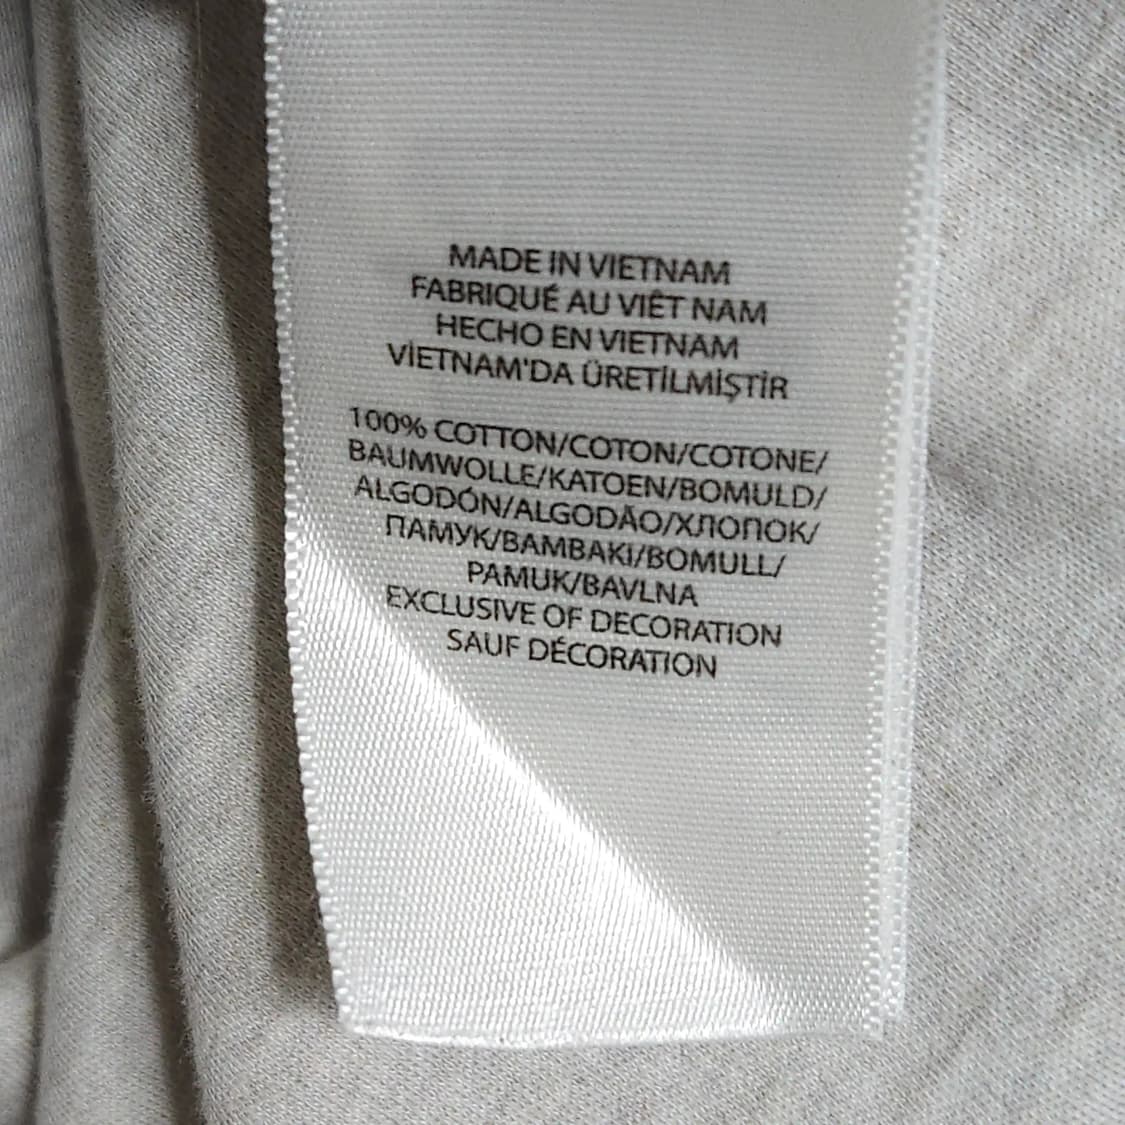 MADE IN VIETNAM
FABRIQUÉ AU VIÊT NAM
HECHO EN VIETNAM
VİETNAM'DA ÜRETİLMİŞTİR
100% COTTON/COTON/COTONE/
BAUMWOLLE/KATOEN/BOMULD/
ALGODÓN/ALGODÃO/ХЛОПОК/
ПАМУК/BAMBAKI/BOMULL/
PAMUK/BAVLNA
EXCLUSIVE OF DECORATION
SAUF DÉCORATION